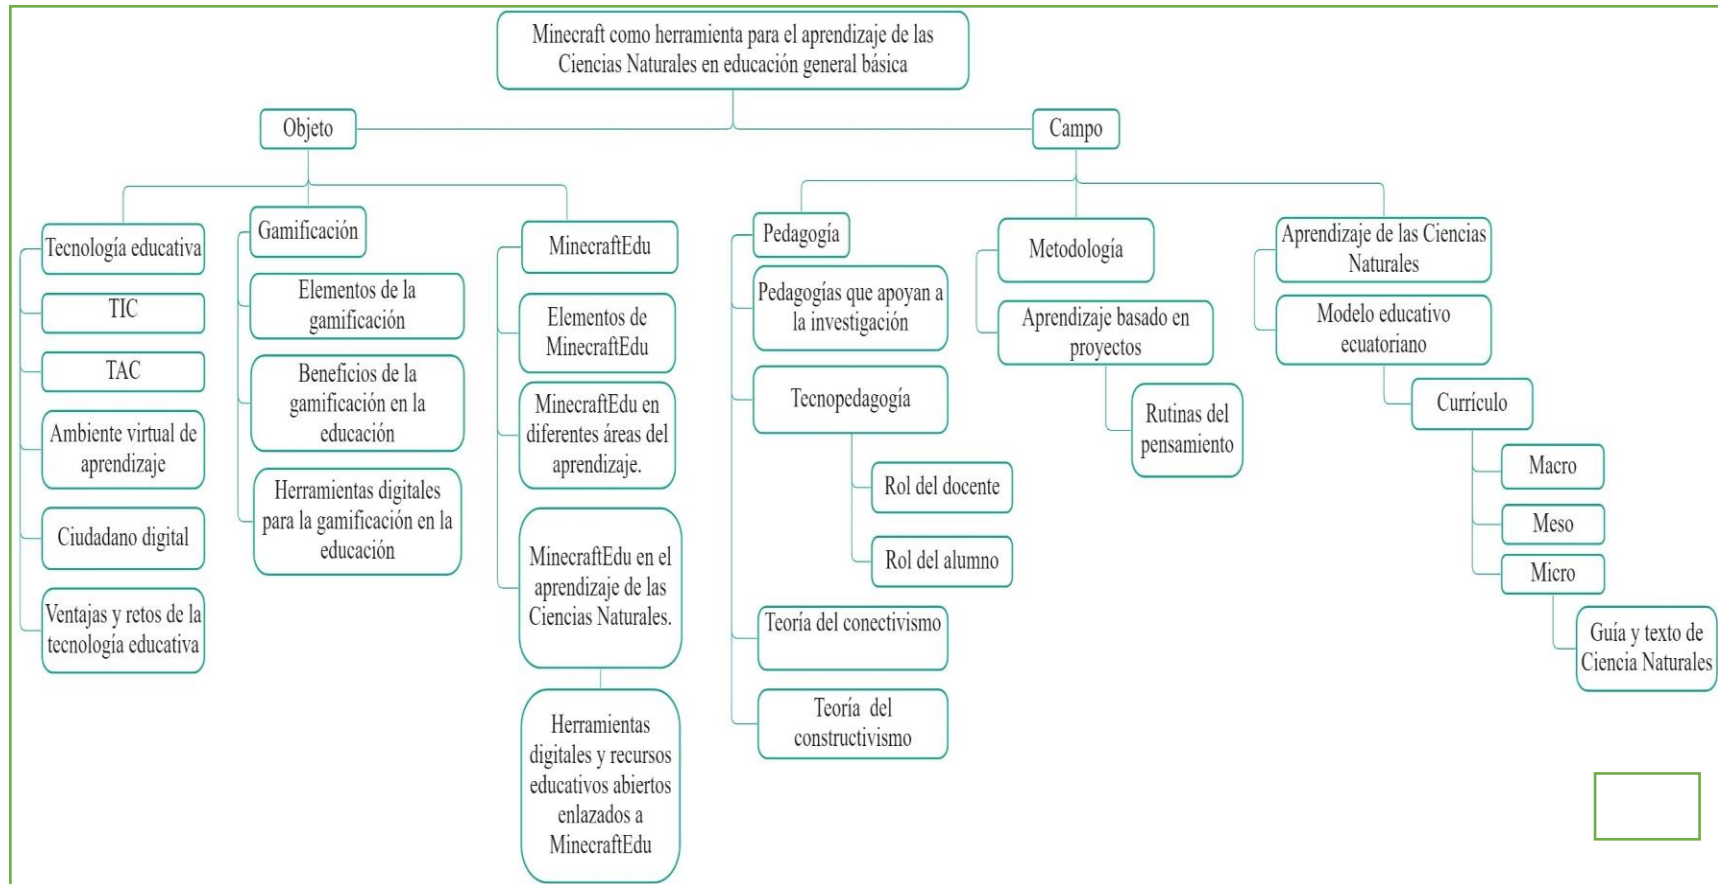 Minecraft como herramienta para el aprendizaje de las
Ciencias Naturales en educación general básica
Objeto
Campo
Tecnología educativa
TIC
TAC
Ambiente virtual de
aprendizaje
Ciudadano digital
Ventajas y retos de la
tecnología educativa
Gamificación
Elementos de la
gamificación
Beneficios de la
gamificación en la
educación
Herramientas digitales
para la gamificación en la
educación
MinecraftEdu
Elementos de
MinecraftEdu
MinecraftEdu en
diferentes áreas del
aprendizaje.
MinecraftEdu en el
aprendizaje de las
Ciencias Naturales.
Herramientas
digitales y recursos
educativos abiertos
enlazados a
MinecraftEdu
Pedagogía
Pedagogías que apoyan a
la investigación
Tecnopedagogía
Rol del docente
Rol del alumno
Teoría del conectivismo
Teoría del
constructivismo
Metodología
Aprendizaje basado en
proyectos
Rutinas del
pensamiento
Aprendizaje de las Ciencias
Naturales
Modelo educativo
ecuatoriano
Currículo
Macro
Meso
Micro
Guía y texto de
Ciencia Naturales